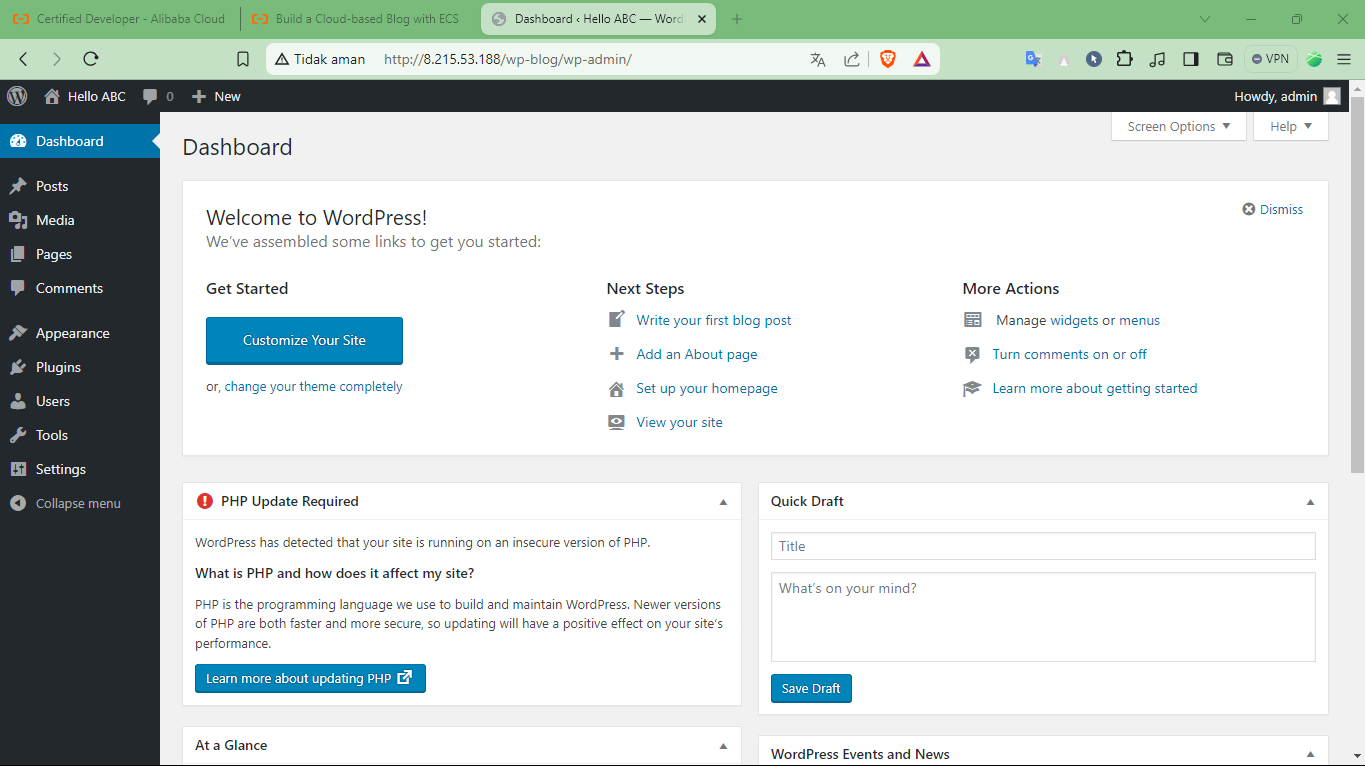 Certified Developer - Alibaba Cloud
Build a Cloud-based Blog with ECS
Dashboard ‹ Hello ABC — Word
Tidak aman
http://8.215.53.188/wp-blog/wp-admin/
VPN
Hello ABC
0
New
Howdy, admin
Dashboard
Posts
Media
Pages
Comments
Appearance
Plugins
Users
Tools
Settings
Collapse menu
Screen Options
Help
Dashboard
Welcome to WordPress!
We've assembled some links to get you started:
Dismiss
Get Started
Customize Your Site
or, change your theme completely
Next Steps
Write your first blog post
Add an About page
Set up your homepage
View your site
More Actions
Manage widgets or menus
Turn comments on or off
Learn more about getting started
PHP Update Required
WordPress has detected that your site is running on an insecure version of PHP.
What is PHP and how does it affect my site?
PHP is the programming language we use to build and maintain WordPress. Newer versions
of PHP are both faster and more secure, so updating will have a positive effect on your site's
performance.
Learn more about updating PHP
At a Glance
Quick Draft
Title
What's on your mind?
Save Draft
WordPress Events and News